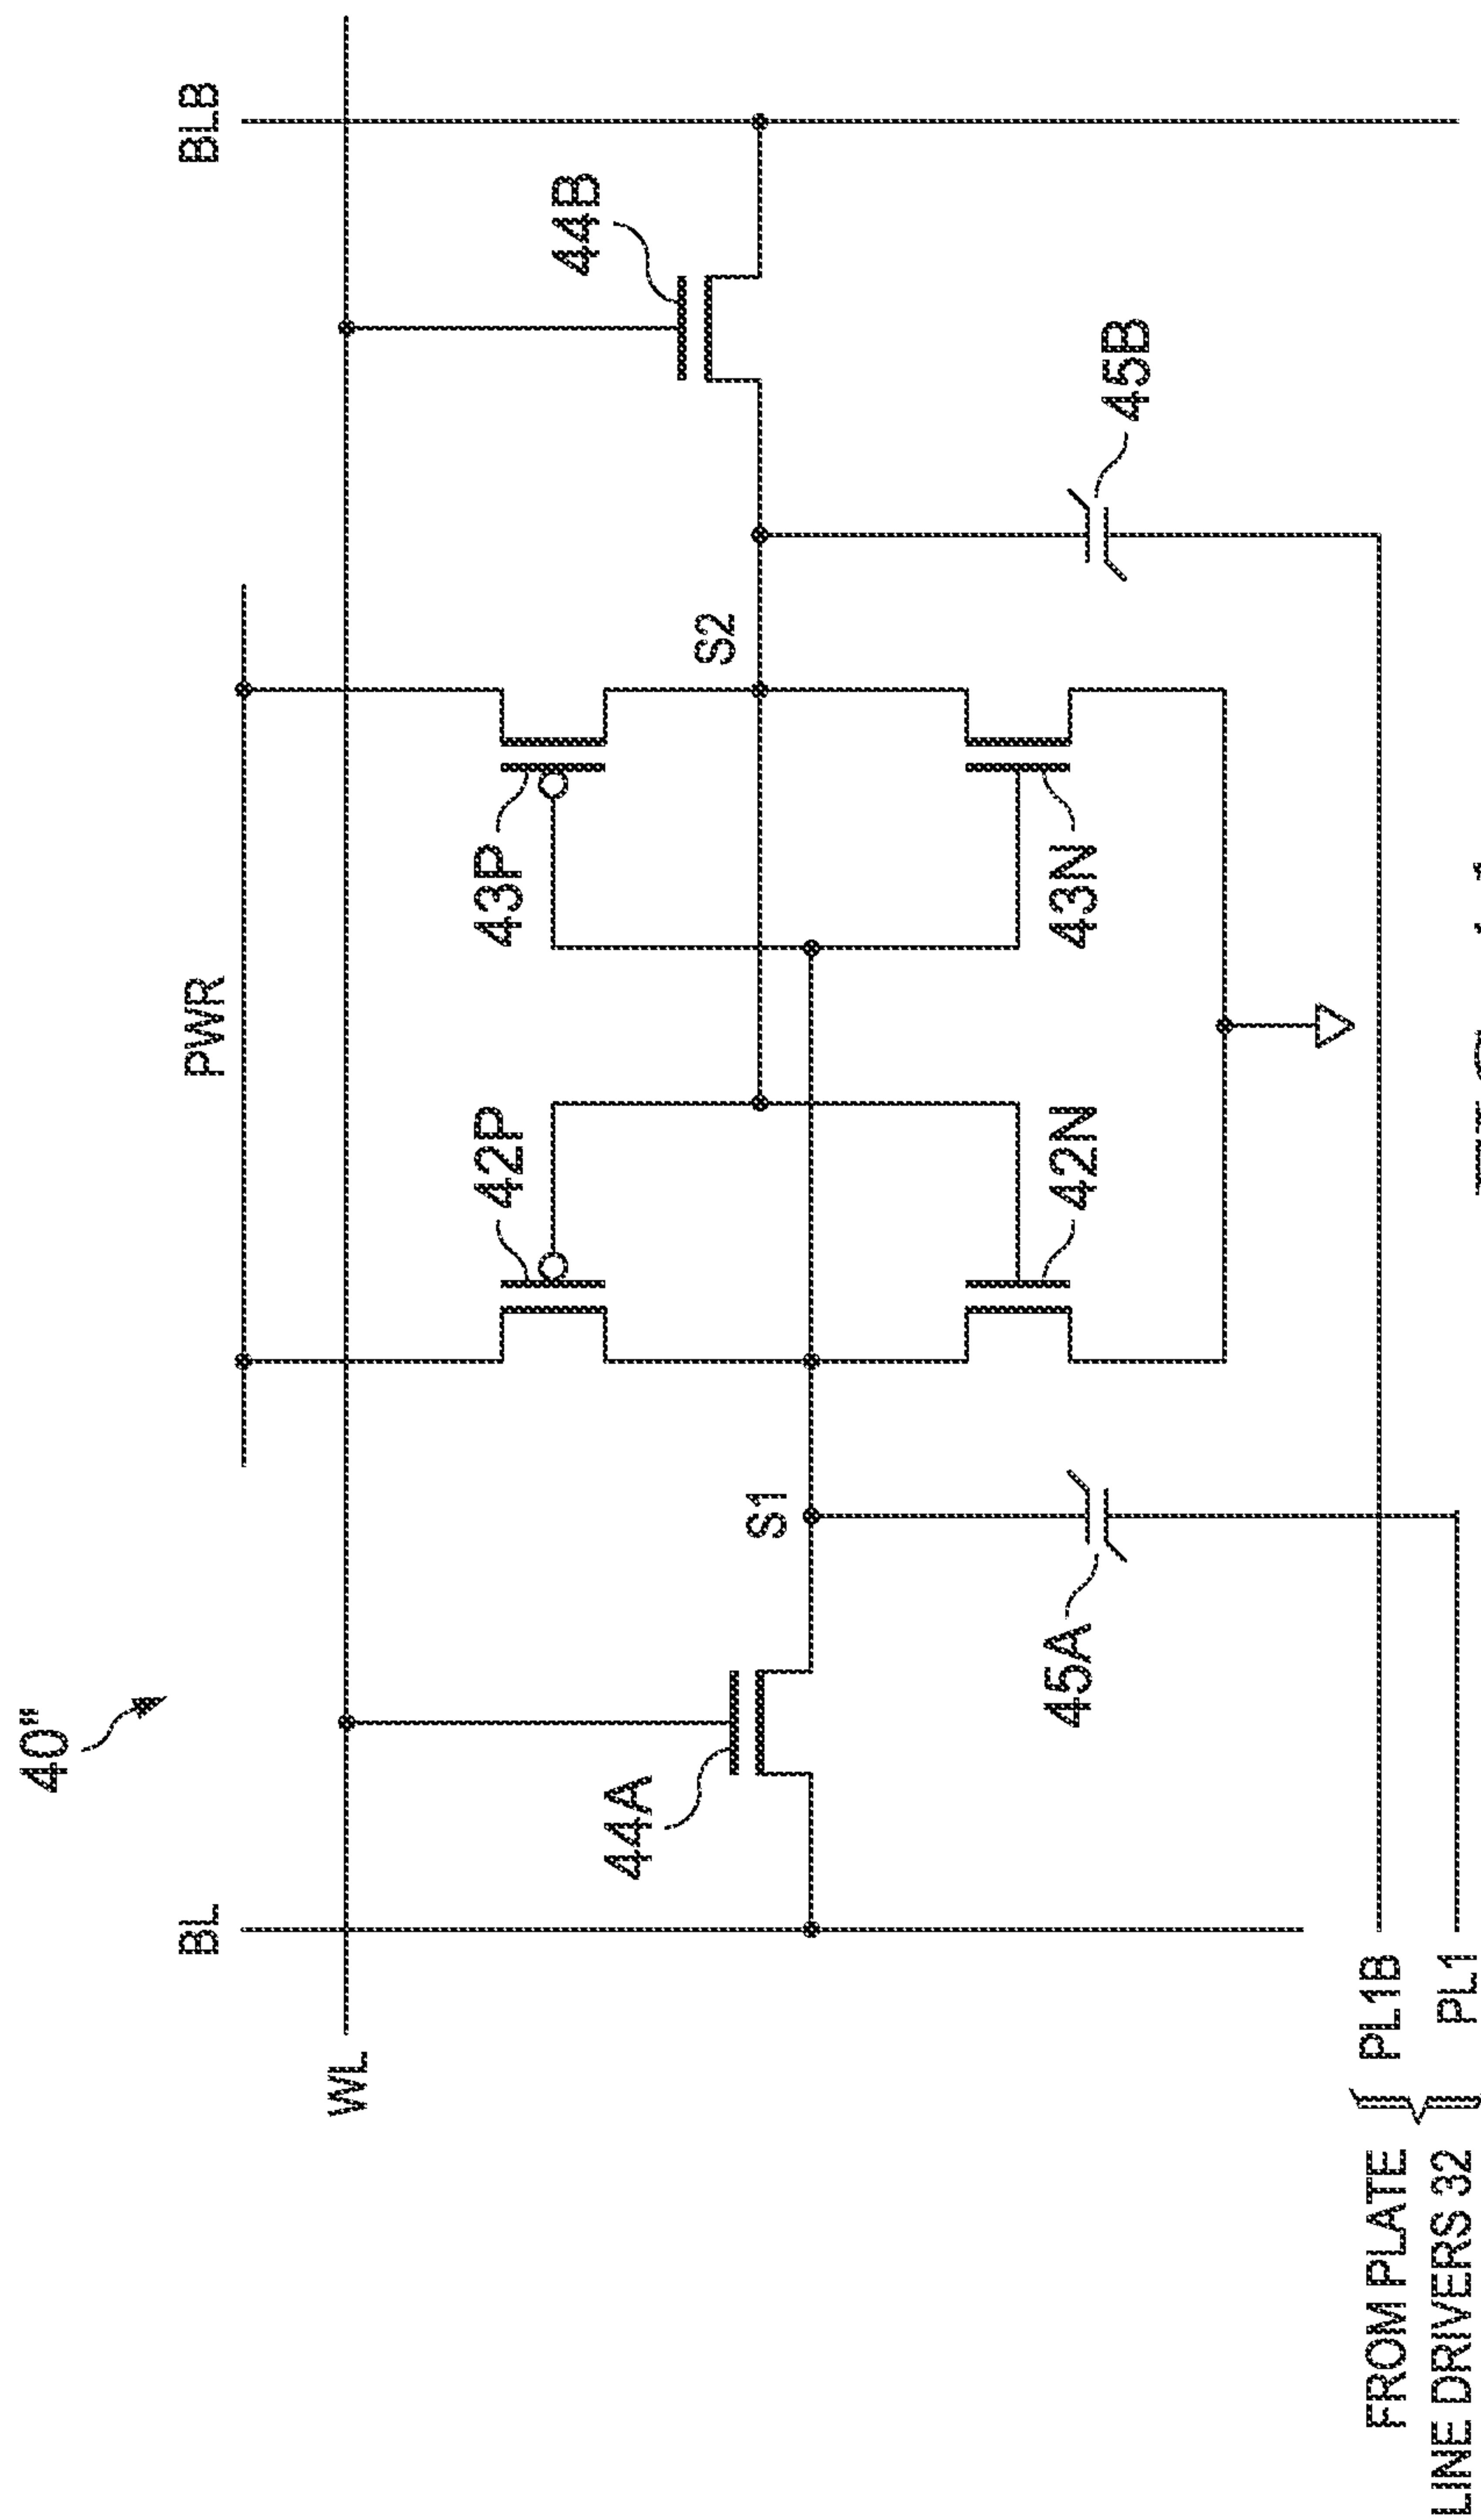 40"
BL
PWR
BLB
WL
44A
44B
42P
43P
S1
S2
45A
42N
43N
45B
PL1B
PL1
FROM PLATE
LINE DRIVERS 32